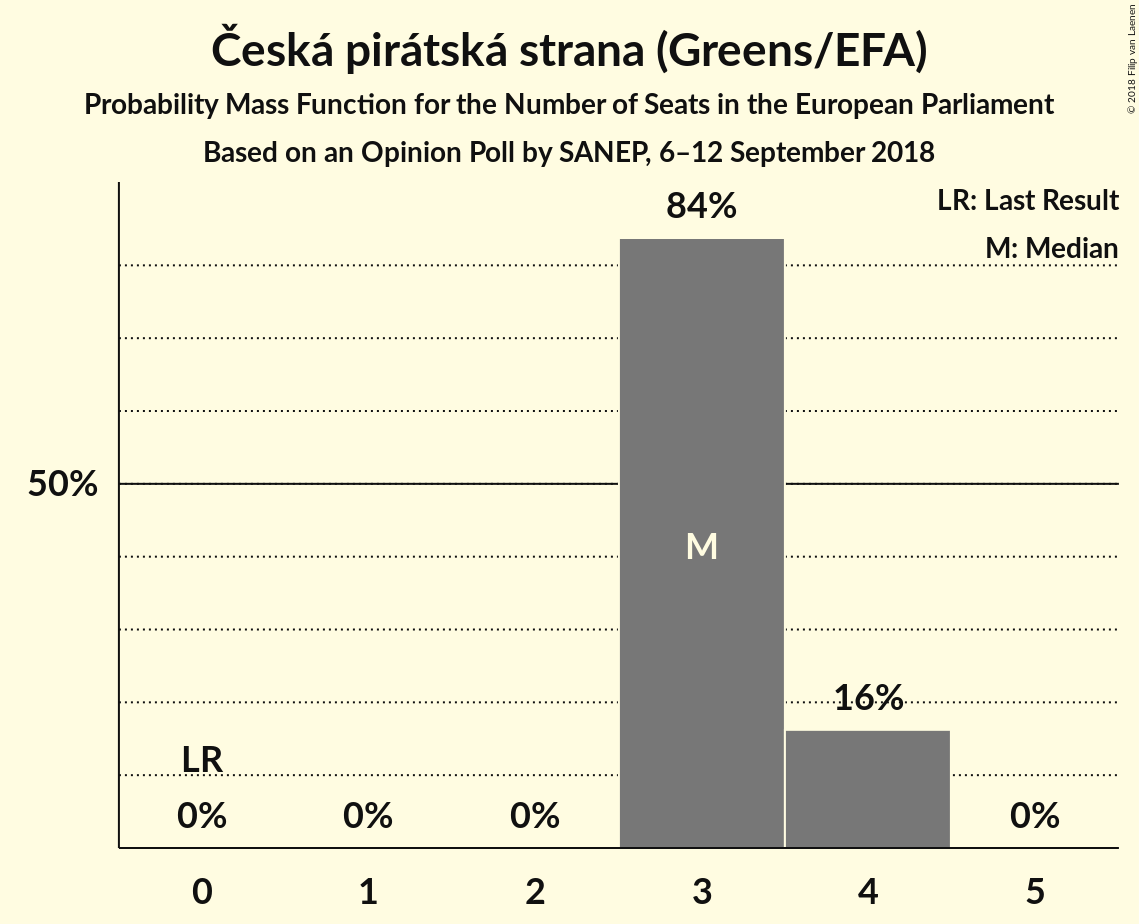 Česká pirátská strana (Greens/EFA)
Probability Mass Function for the Number of Seats in the European Parliament
Based on an Opinion Poll by SANEP, 6–12 September 2018
© 2018 Filip van Laenen
LR: Last Result
M: Median
84%
50%
M
16%
LR
0%
0%
0%
0%
0
1
2
3
4
5